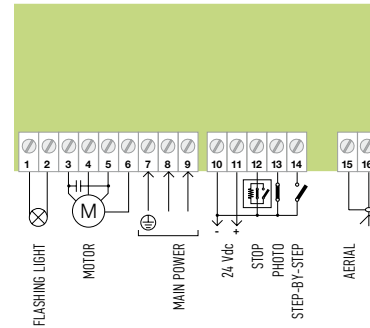 1 2 3 4 5 6 7 8 9 10 11 12 13 14 15 16
M
- +
FLASHING LIGHT
MOTOR
MAIN POWER
24 Vdc
STOP
PHOTO
STEP-BY-STEP
AERIAL